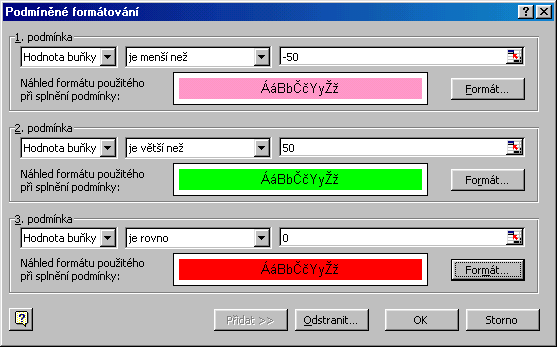 Podmíněné formátování
1. podmínka
Hodnota buňky je menší než -50
Náhled formátu použitého
při splnění podmínky:
ÁáBbČčYyŽž
Formát...
2. podmínka
Hodnota buňky je větší než 50
Náhled formátu použitého
při splnění podmínky:
ÁáBbČčYyŽž
Formát...
3. podmínka
Hodnota buňky je rovno 0
Náhled formátu použitého
při splnění podmínky:
ÁáBbČčYyŽž
Formát...
Přidat >> Odstranit... OK Storno